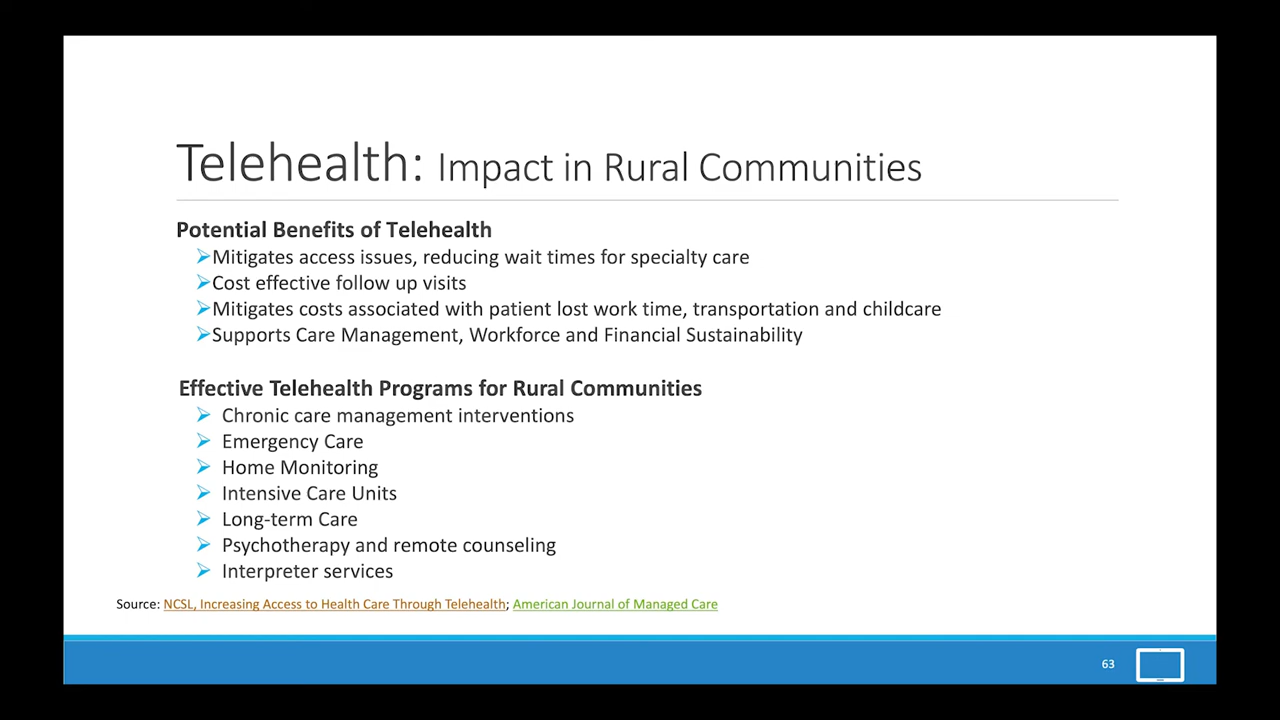 Telehealth: Impact in Rural Communities
Potential Benefits of Telehealth
Mitigates access issues, reducing wait times for specialty care
Cost effective follow up visits
Mitigates costs associated with patient lost work time, transportation and childcare
Supports Care Management, Workforce and Financial Sustainability
Effective Telehealth Programs for Rural Communities
Chronic care management interventions
Emergency Care
Home Monitoring
Intensive Care Units
Long-term Care
Psychotherapy and remote counseling
Interpreter services
Source: NCSL, Increasing Access to Health Care Through Telehealth; American Journal of Managed Care
63